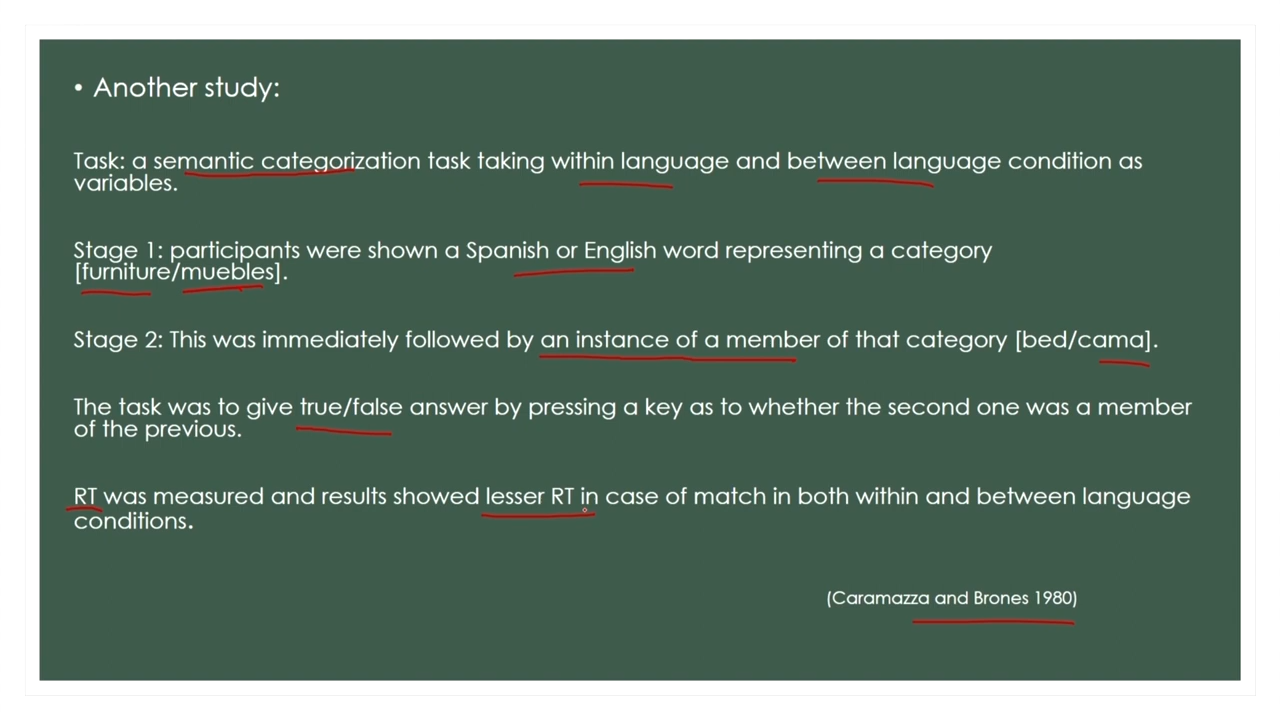 • Another study:
Task: a semantic categorization task taking within language and between language condition as
variables.
Stage 1: participants were shown a Spanish or English word representing a category
[furniture/muebles].
Stage 2: This was immediately followed by an instance of a member of that category [bed/cama].
The task was to give true/false answer by pressing a key as to whether the second one was a member
of the previous.
RT was measured and results showed lesser RT in case of match in both within and between language
conditions.
(Caramazza and Brones 1980)